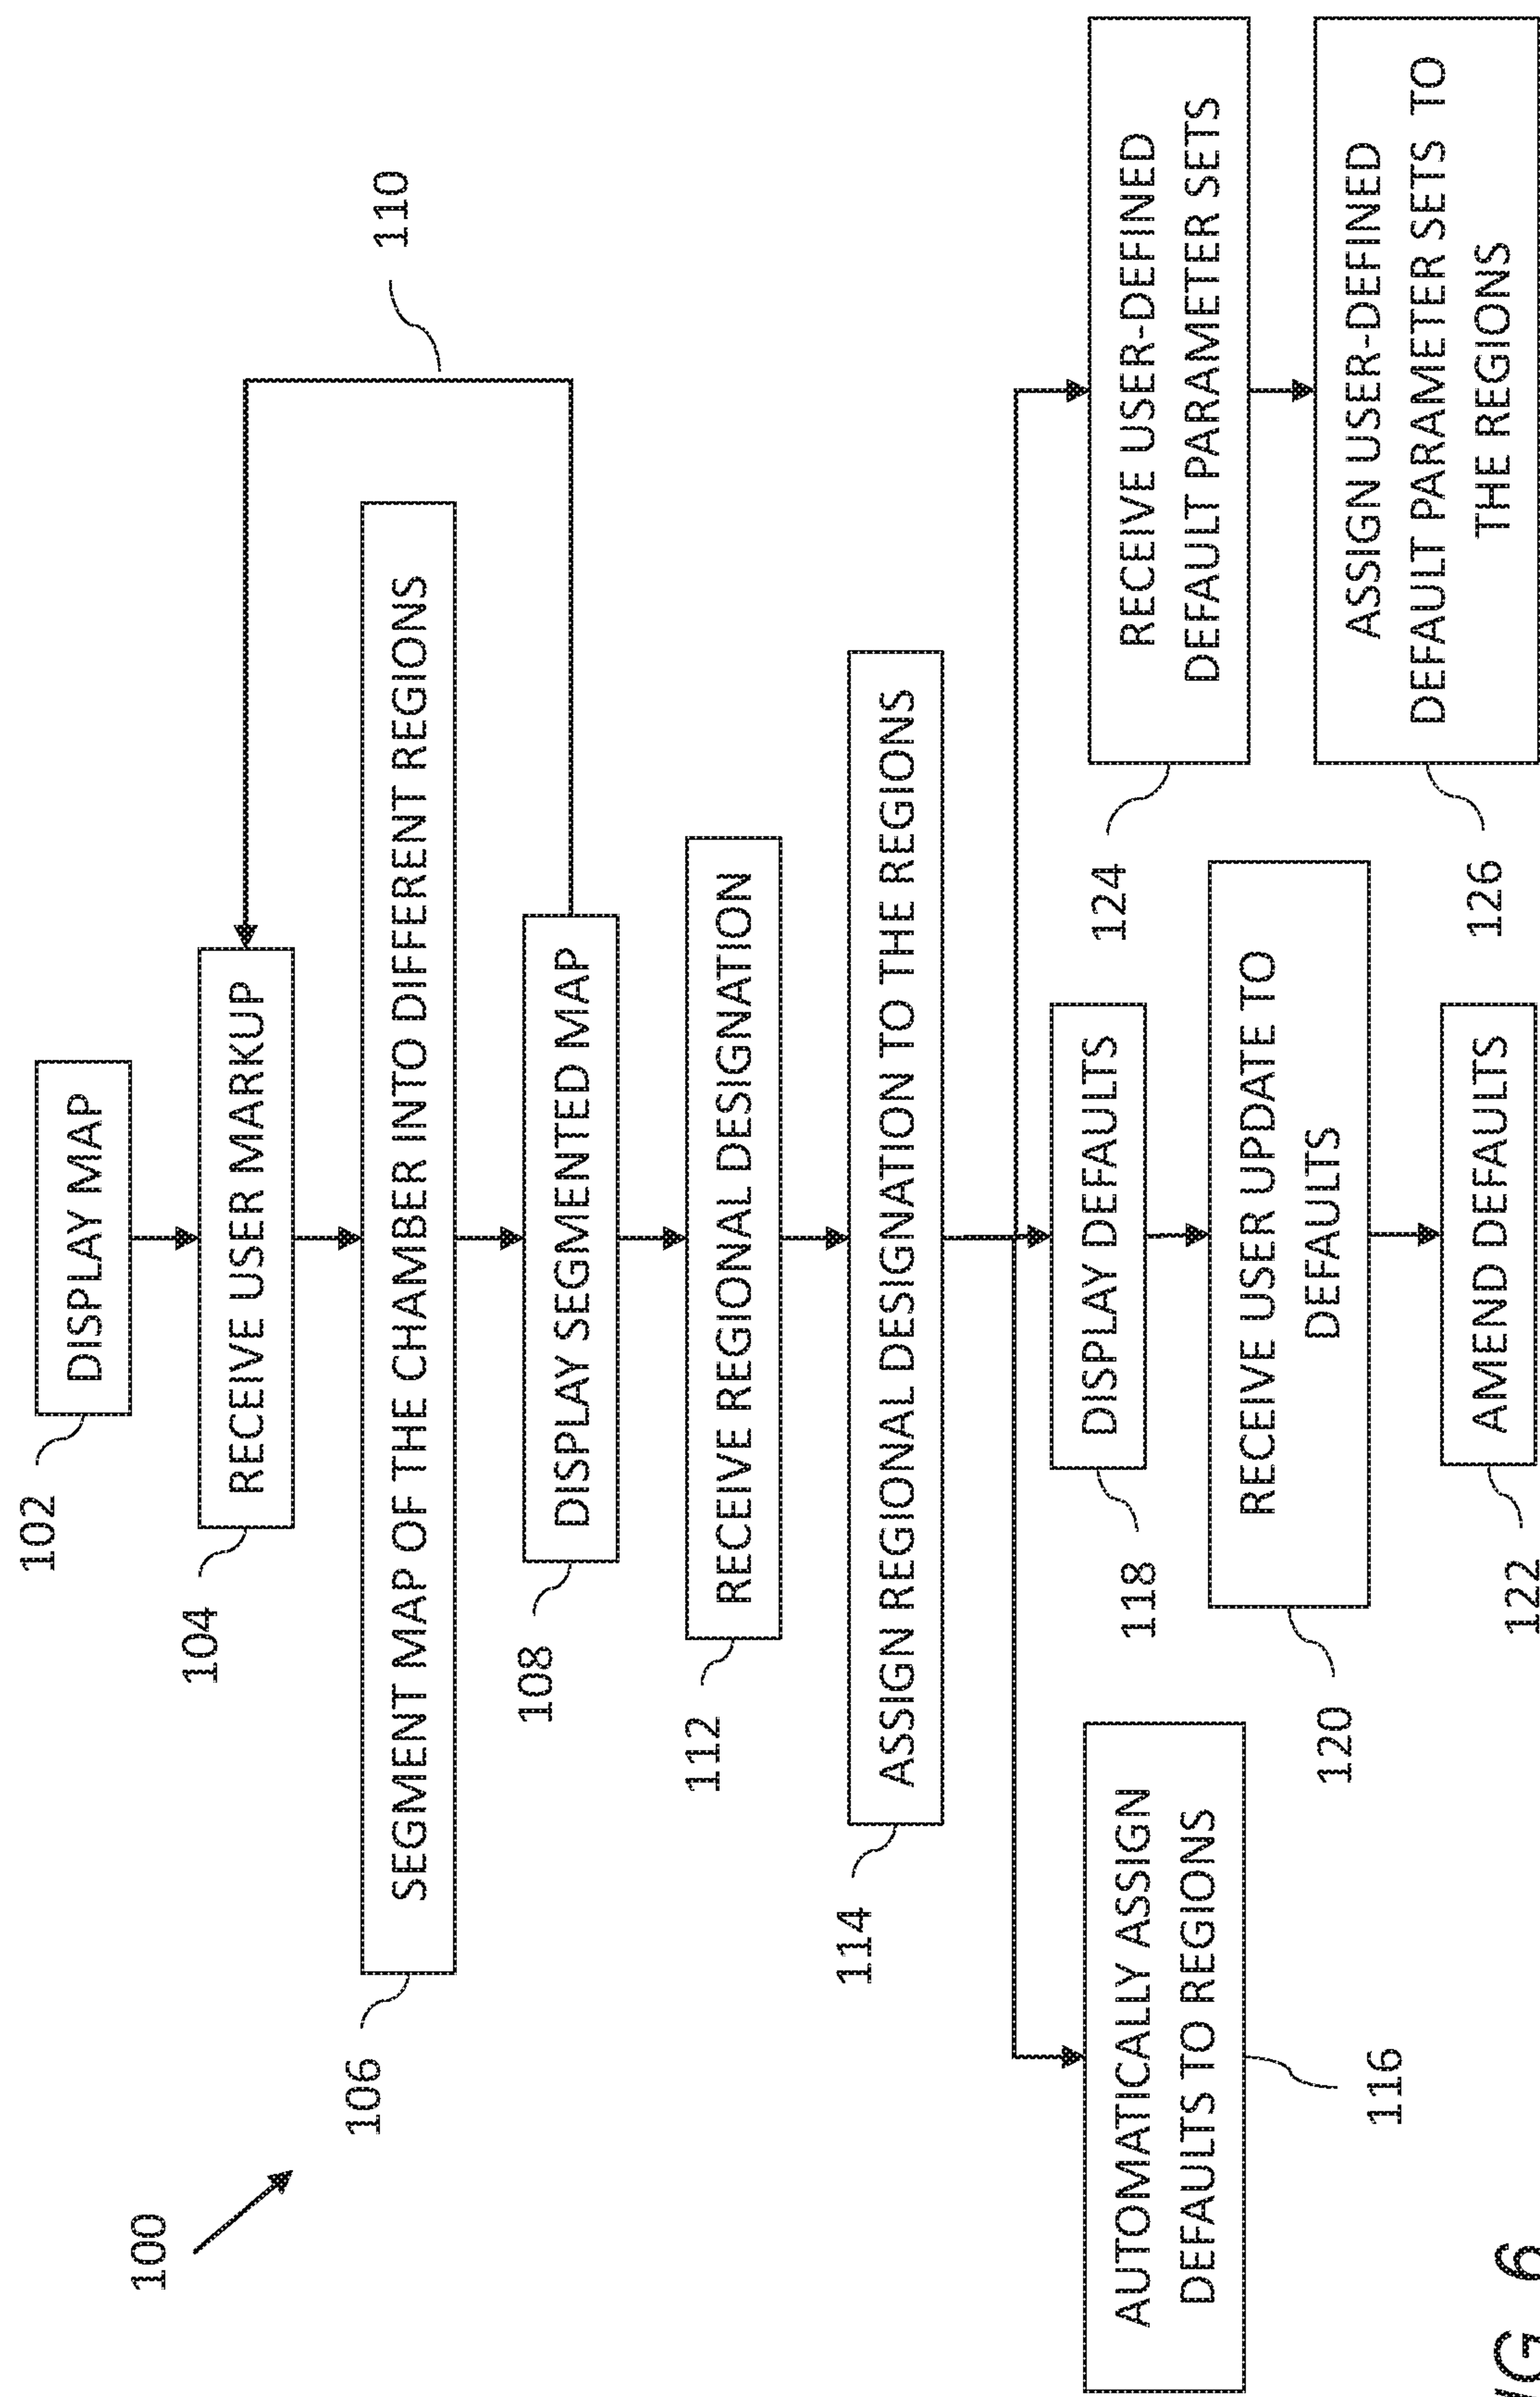 100
102
DISPLAY MAP
104
RECEIVE USER MARKUP
110
106
SEGMENT MAP OF THE CHAMBER INTO DIFFERENT REGIONS
108
DISPLAY SEGMENTED MAP
112
RECEIVE REGIONAL DESIGNATION
114
ASSIGN REGIONAL DESIGNATION TO THE REGIONS
AUTOMATICALLY ASSIGN
DEFAULTS TO REGIONS
116
118
DISPLAY DEFAULTS
120
RECEIVE USER UPDATE TO
DEFAULTS
122
AMEND DEFAULTS
124
RECEIVE USER-DEFINED
DEFAULT PARAMETER SETS
126
ASSIGN USER-DEFINED
DEFAULT PARAMETER SETS TO
THE REGIONS
6